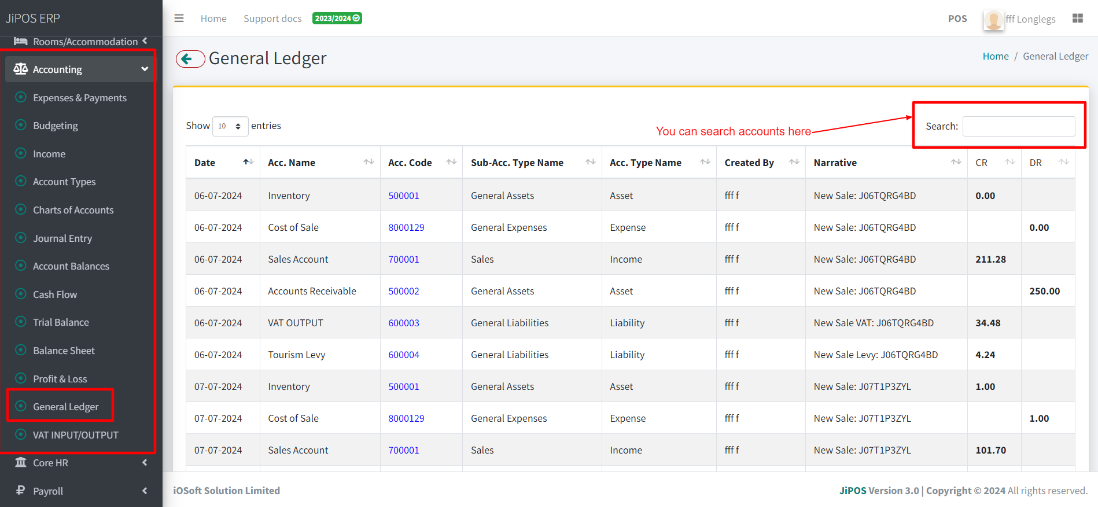 JiPOS ERP
Home Support docs 2023/2024 POS fff Longlegs
Rooms/Accommodation
Accounting
Expenses & Payments
Budgeting
Income
Account Types
Charts of Accounts
Journal Entry
Account Balances
Cash Flow
Trial Balance
Balance Sheet
Profit & Loss
General Ledger
VAT INPUT/OUTPUT
Core HR
Payroll
General Ledger
Home / General Ledger
Show 10 entries
You can search accounts here
Search:
Date Acc. Name Acc. Code Sub-Acc. Type Name Acc. Type Name Created By Narrative CR DR
06-07-2024 Inventory 500001 General Assets Asset fff f New Sale: J06TQRG4BD 0.00
06-07-2024 Cost of Sale 8000129 General Expenses Expense fff f New Sale: J06TQRG4BD 0.00
06-07-2024 Sales Account 700001 Sales Income fff f New Sale: J06TQRG4BD 211.28
06-07-2024 Accounts Receivable 500002 General Assets Asset fff f New Sale: J06TQRG4BD 250.00
06-07-2024 VAT OUTPUT 600003 General Liabilities Liability fff f New Sale VAT: J06TQRG4BD 34.48
06-07-2024 Tourism Levy 600004 General Liabilities Liability fff f New Sale Levy: J06TQRG4BD 4.24
07-07-2024 Inventory 500001 General Assets Asset fff f New Sale: J07T1P3ZYL 1.00
07-07-2024 Cost of Sale 8000129 General Expenses Expense fff f New Sale: J07T1P3ZYL 1.00
07-07-2024 Sales Account 700001 Sales Income fff f New Sale: J07T1P3ZYL 101.70
iOSoft Solution Limited
JiPOS Version 3.0 | Copyright © 2024 All rights reserved.